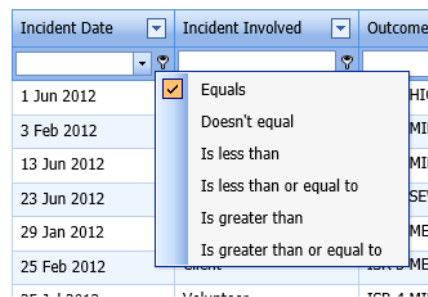 Incident Date Incident Involved Outcome
Equals
1 Jun 2012
Doesn't equal
3 Feb 2012
Is less than
13 Jun 2012
Is less than or equal to
23 Jun 2012
Is greater than
29 Jan 2012
Is greater than or equal to
25 Feb 2012